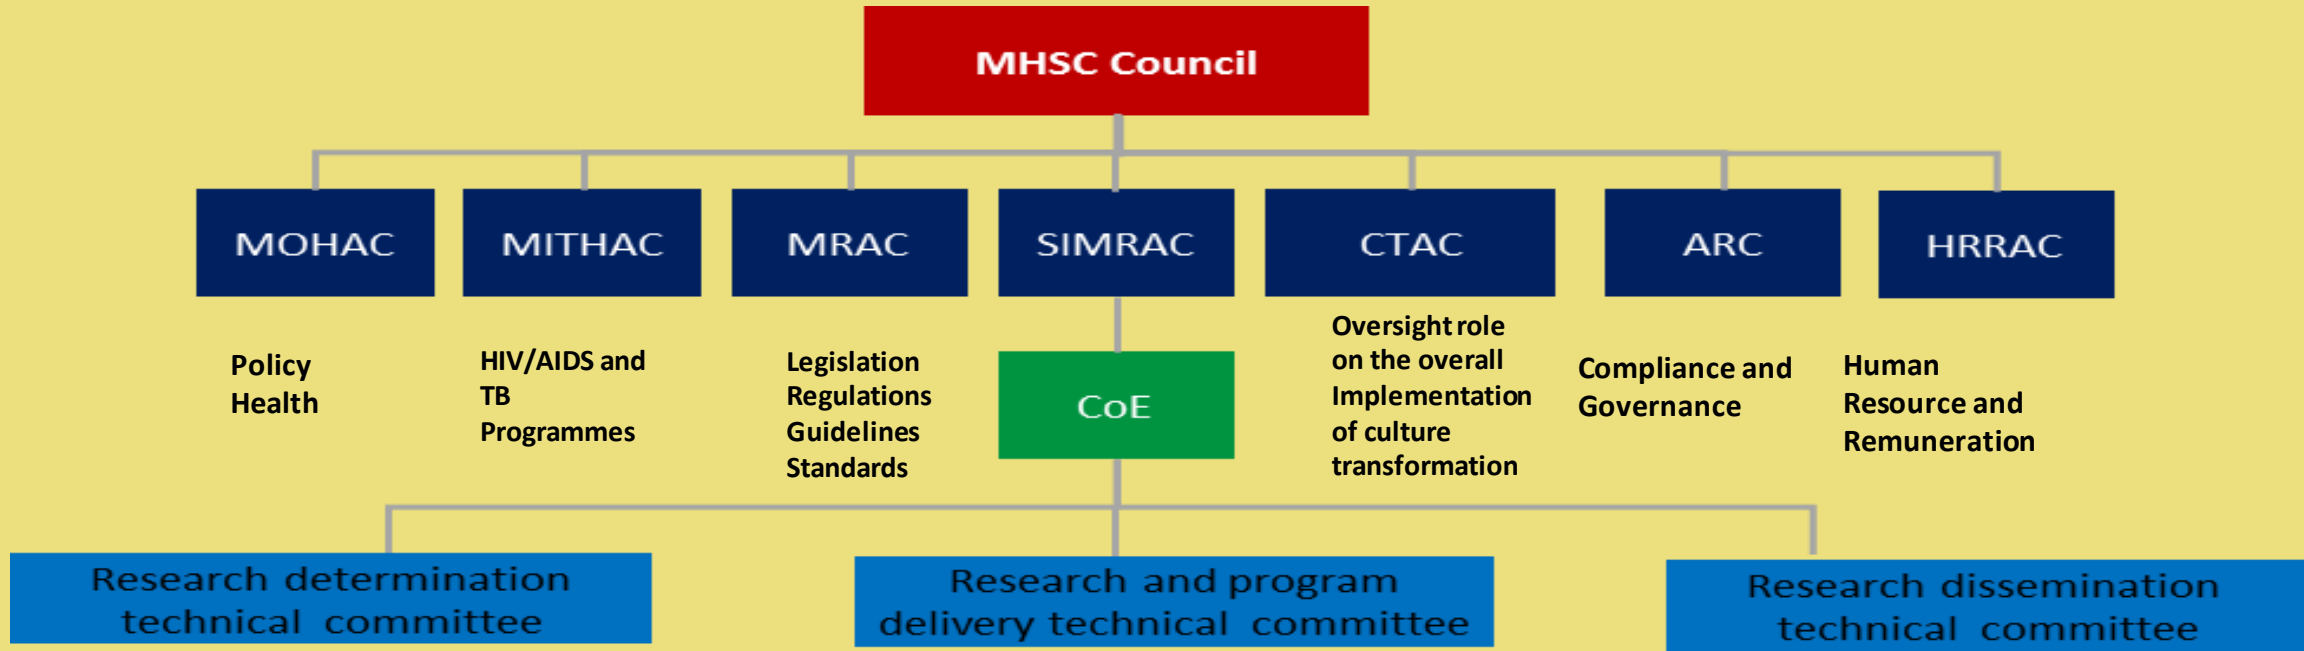 MHSC Council
MOHAC
MITHAC
MRAC
SIMRAC
CTAC
ARC
HRRAC
Policy
Health
HIV/AIDS and
TB
Programmes
Legislation
Regulations
Guidelines
Standards
CoE
Oversight role
on the overall
Implementation
of culture
transformation
Compliance and
Governance
Human
Resource and
Remuneration
Research determination
technical committee
Research and program
delivery technical committee
Research dissemination
technical committee